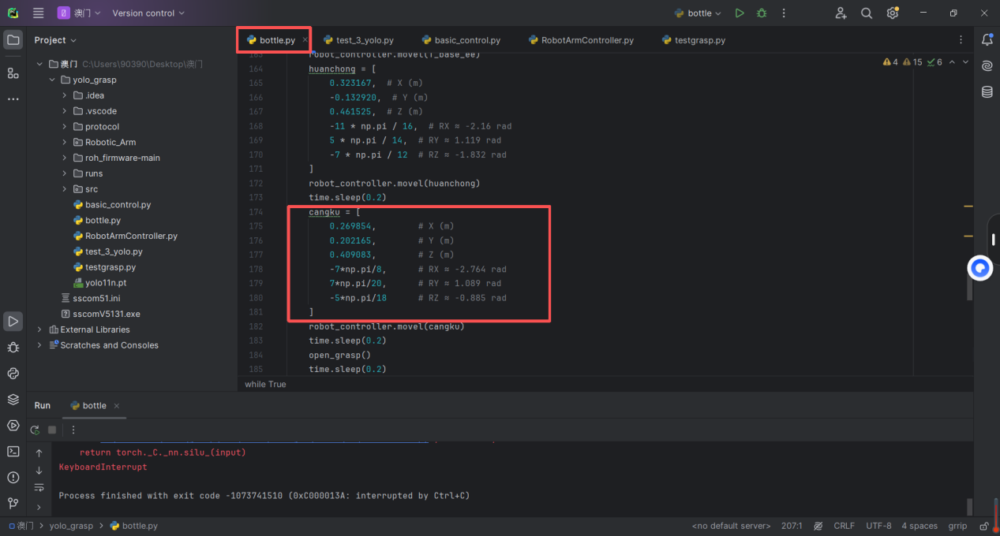 澳门 Version control bottle
Project
bottle.py test_3_yolo.py basic_control.py RobotArmController.py testgrasp.py
澳门 C:\Users\90390\Desktop\澳门
yolo_grasp
.idea
.vscode
protocol
Robotic_Arm
roh_firmware-main
runs
src
basic_control.py
bottle.py
RobotArmController.py
test_3_yolo.py
testgrasp.py
yolo11n.pt
sscom51.ini
sscomV5131.exe
External Libraries
Scratches and Consoles
4 15 6
163 robot_controller.movel(T_base_ee)
164 huanchong = [
165 0.323167, # X (m)
166 -0.132920, # Y (m)
167 0.461525, # Z (m)
168 -11 * np.pi / 16, # RX ≈ -2.16 rad
169 5 * np.pi / 14, # RY ≈ 1.119 rad
170 -7 * np.pi / 12 # RZ ≈ -1.832 rad
171 ]
172 robot_controller.movel(huanchong)
173 time.sleep(0.2)
174 cangku = [
175 0.269854, # X (m)
176 0.202165, # Y (m)
177 0.409083, # Z (m)
178 -7*np.pi/8, # RX ≈ -2.764 rad
179 7*np.pi/20, # RY ≈ 1.089 rad
180 -5*np.pi/18 # RZ ≈ -0.885 rad
181 ]
182 robot_controller.movel(cangku)
183 time.sleep(0.2)
184 open_grasp()
185 time.sleep(0.2)
while True
Run bottle
return torch._C._nn.silu_(input)
KeyboardInterrupt
Process finished with exit code -1073741510 (0xC000013A: interrupted by Ctrl+C)
澳门 > yolo_grasp > bottle.py <no default server> 207:1 CRLF UTF-8 4 spaces grrip